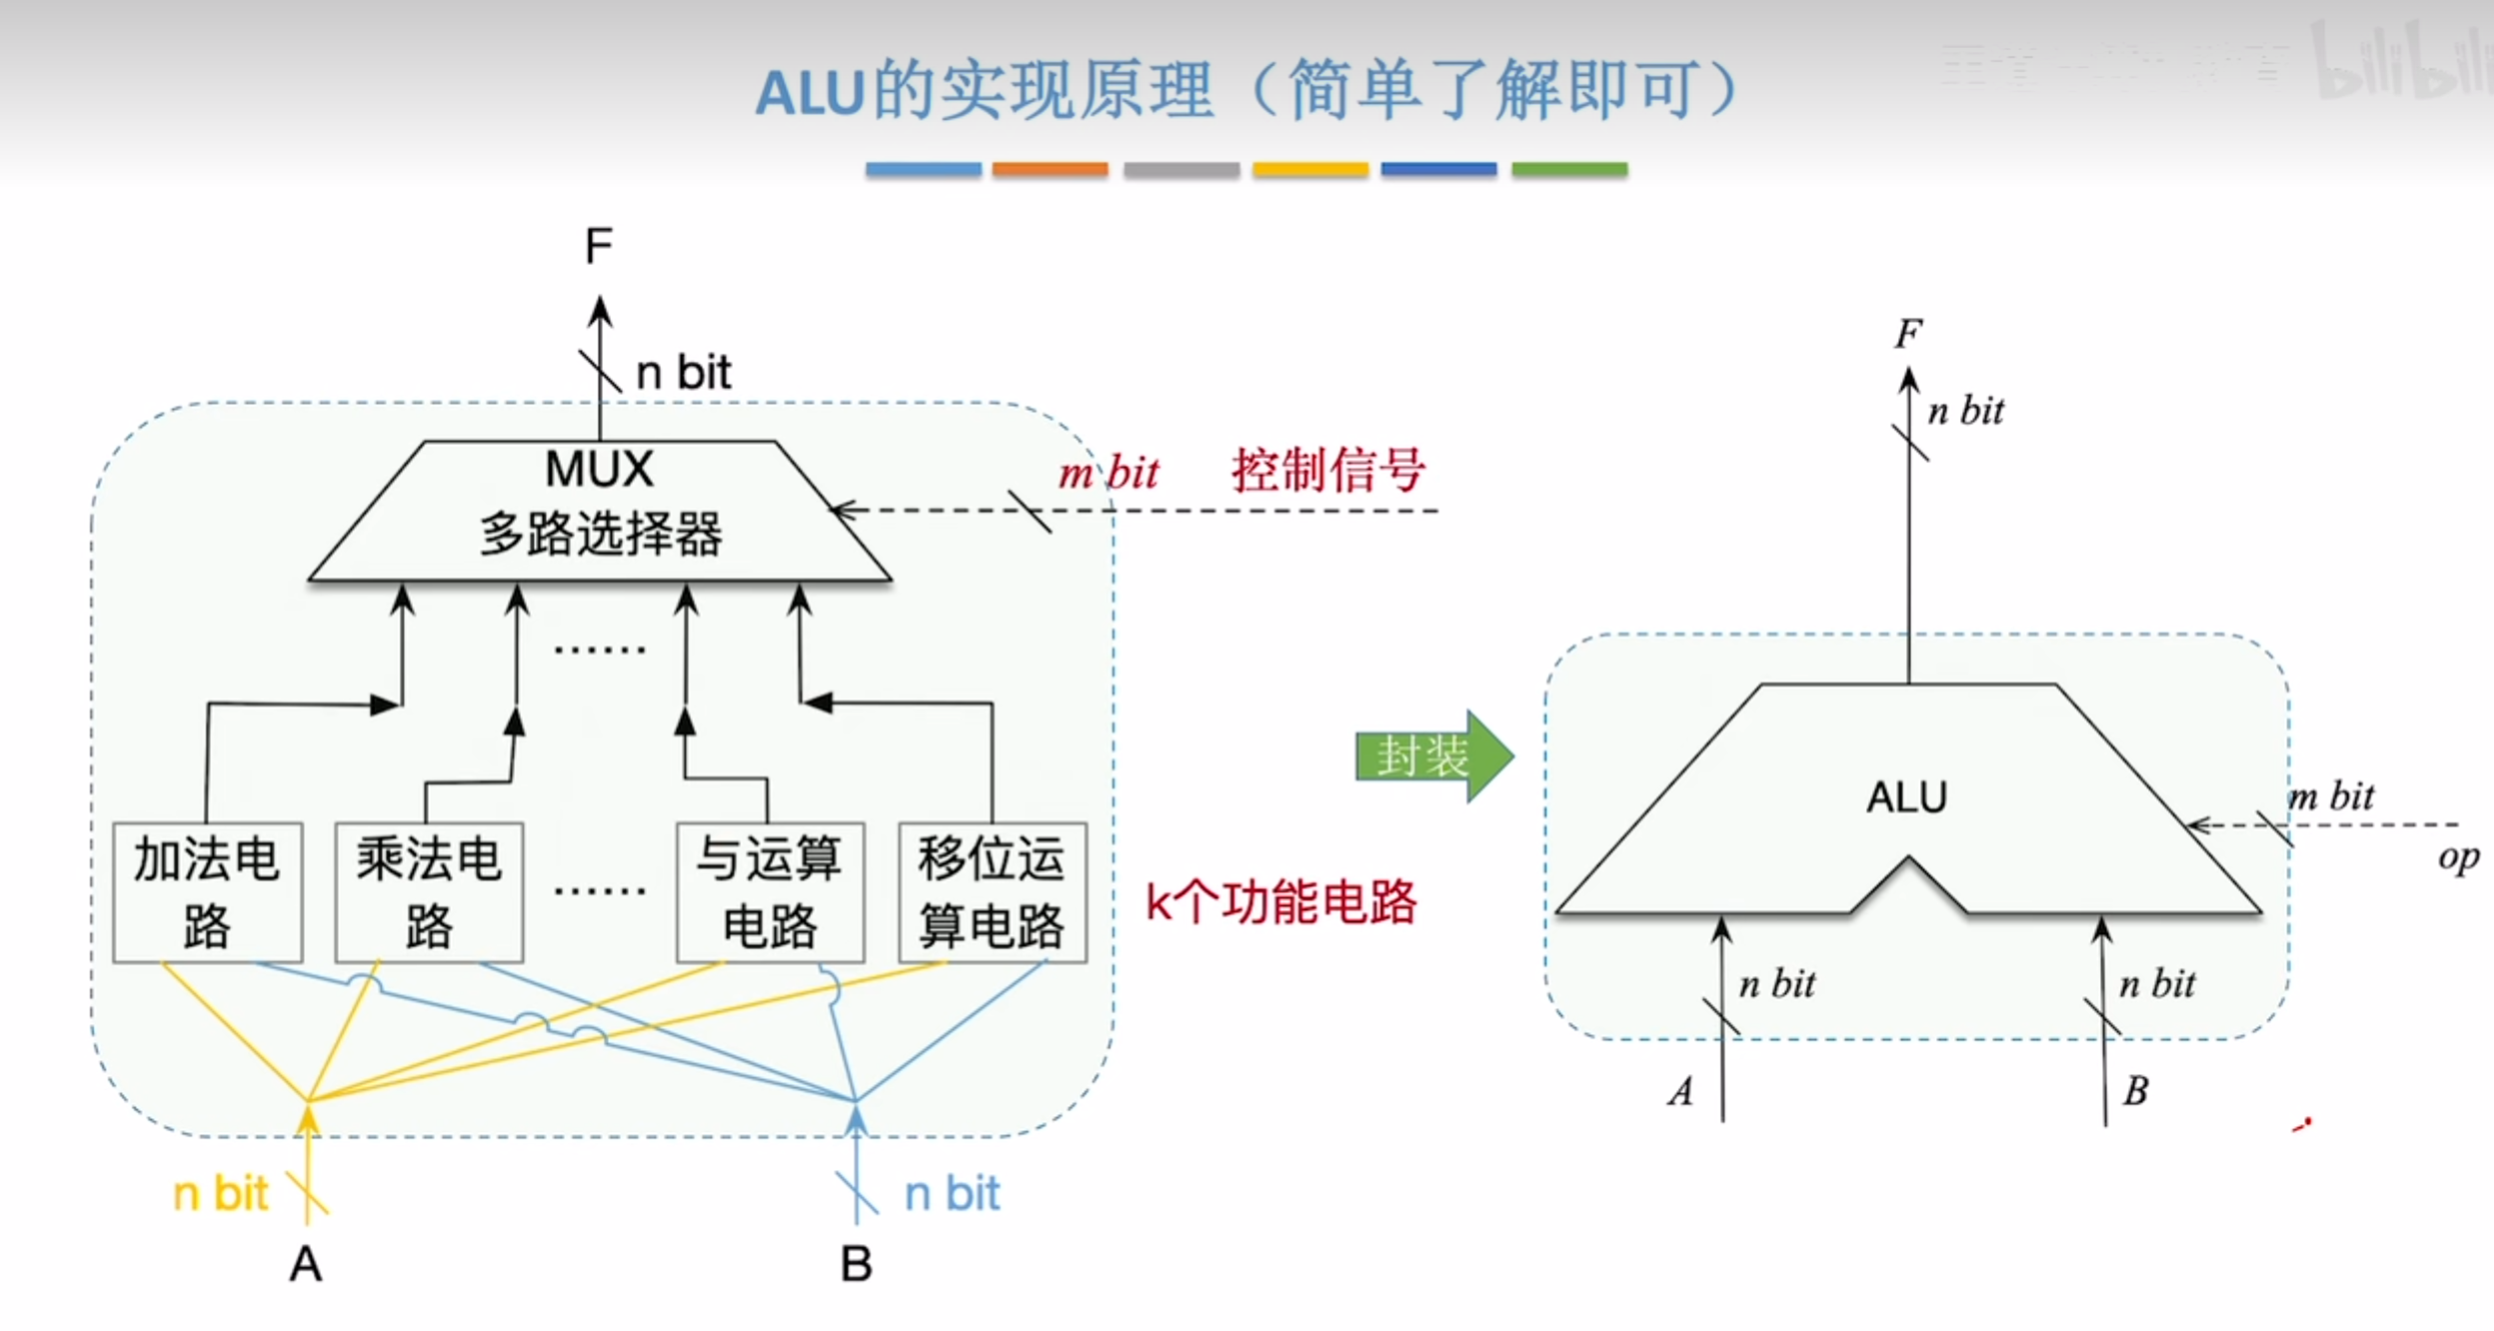 ALU的实现原理（简单了解即可）
F
n bit
MUX
多路选择器
m bit
控制信号
……
加法电
路
乘法电
路
……
与运算
电路
移位运
算电路
k个功能电路
n bit
A
n bit
B
封装
F
n bit
ALU
m bit
op
n bit
A
n bit
B
bilibili